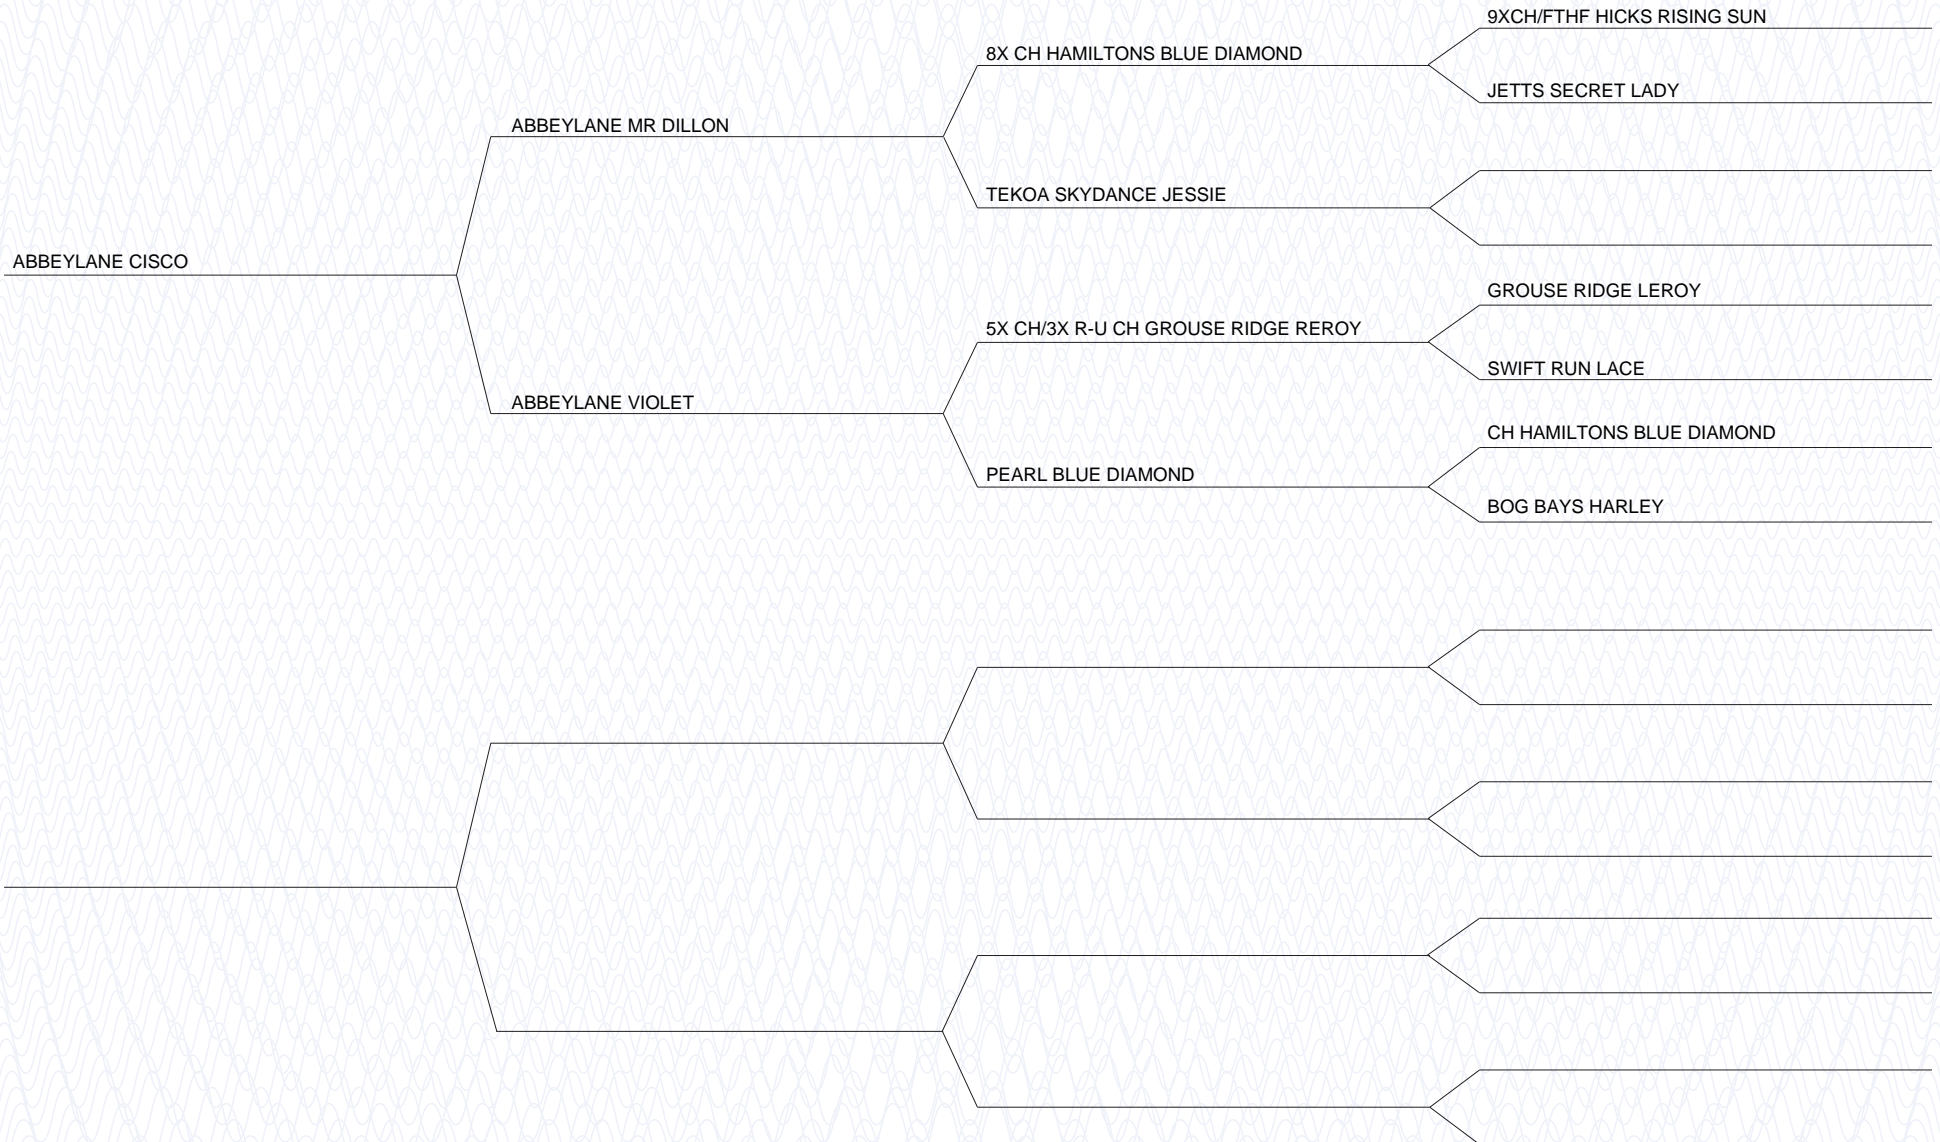 9XCH/FTHF HICKS RISING SUN
8X CH HAMILTONS BLUE DIAMOND
JETTS SECRET LADY
ABBEYLANE MR DILLON
TEKOA SKYDANCE JESSIE
ABBEYLANE CISCO
GROUSE RIDGE LEROY
5X CH/3X R-U CH GROUSE RIDGE REROY
SWIFT RUN LACE
ABBEYLANE VIOLET
CH HAMILTONS BLUE DIAMOND
PEARL BLUE DIAMOND
BOG BAYS HARLEY